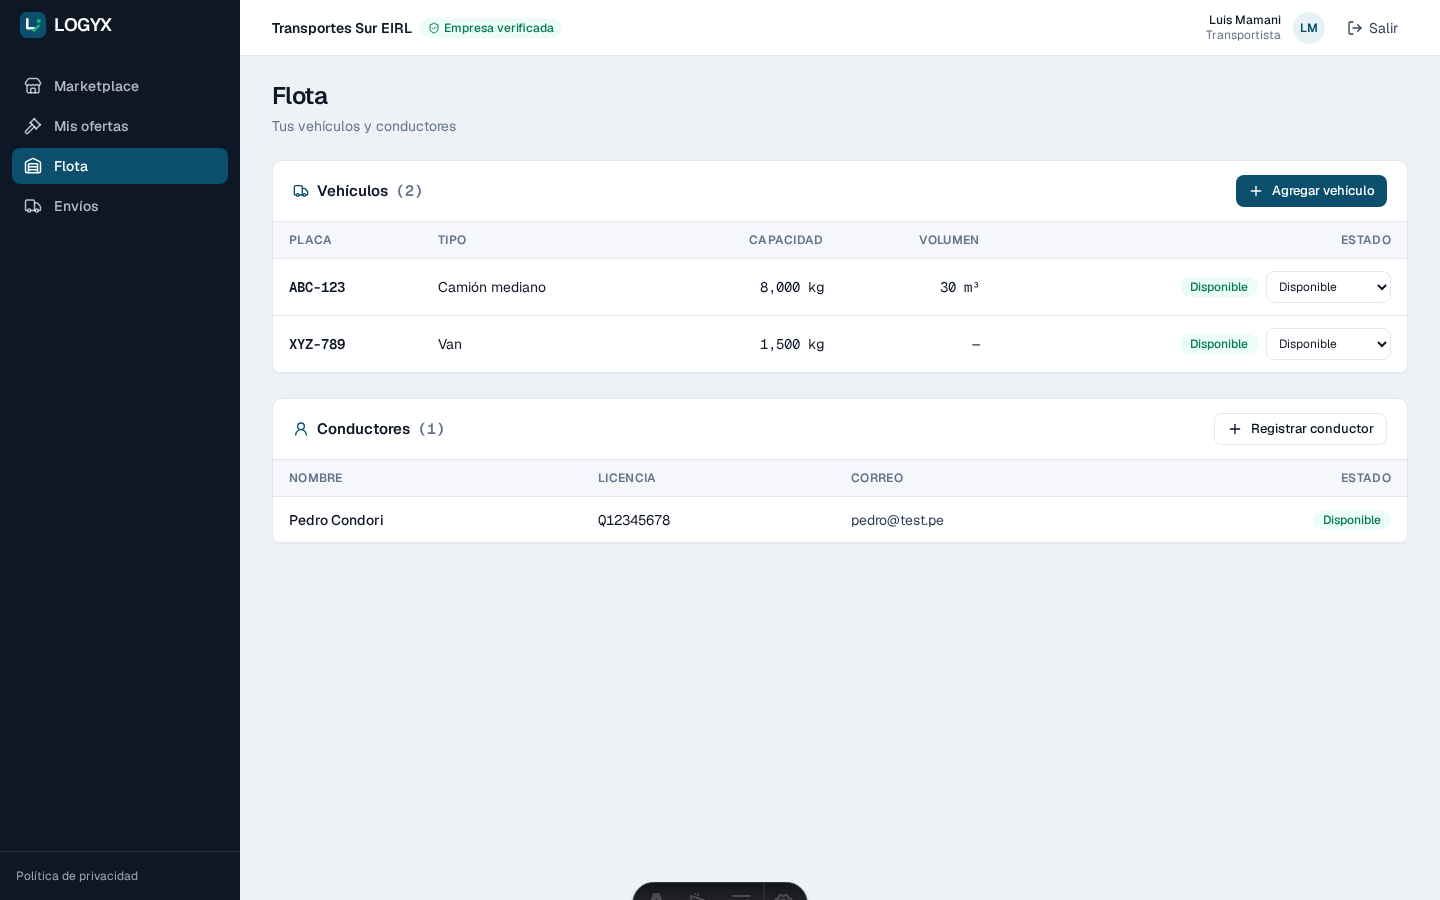 LOGYX
Transportes Sur EIRL Empresa verificada
Luis Mamani
Transportista
LM
Salir
Marketplace
Mis ofertas
Flota
Envíos
Política de privacidad
Flota
Tus vehículos y conductores
Vehículos (2)
Agregar vehículo
PLACA TIPO CAPACIDAD VOLUMEN ESTADO
ABC-123 Camión mediano 8,000 kg 30 m³ Disponible Disponible
XYZ-789 Van 1,500 kg — Disponible Disponible
Conductores (1)
Registrar conductor
NOMBRE LICENCIA CORREO ESTADO
Pedro Condori Q12345678 pedro@test.pe Disponible